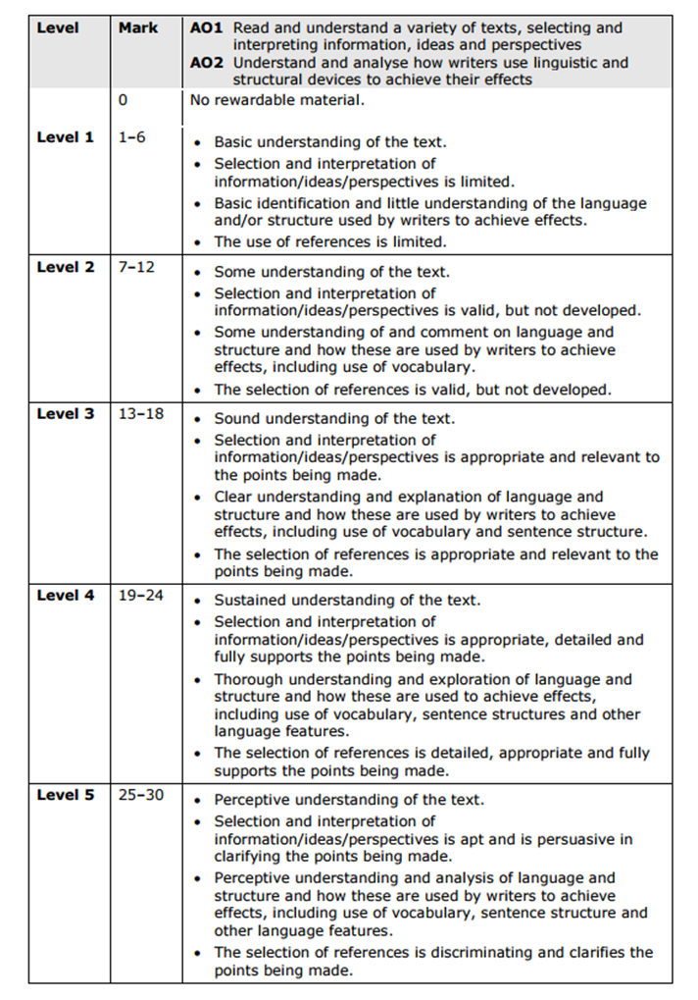 Level Mark AO1 Read and understand a variety of texts, selecting and
interpreting information, ideas and perspectives
AO2 Understand and analyse how writers use linguistic and
structural devices to achieve their effects
0 No rewardable material.
Level 1 1–6 • Basic understanding of the text.
• Selection and interpretation of
information/ideas/perspectives is limited.
• Basic identification and little understanding of the language
and/or structure used by writers to achieve effects.
• The use of references is limited.
Level 2 7–12 • Some understanding of the text.
• Selection and interpretation of
information/ideas/perspectives is valid, but not developed.
• Some understanding of and comment on language and
structure and how these are used by writers to achieve
effects, including use of vocabulary.
• The selection of references is valid, but not developed.
Level 3 13–18 • Sound understanding of the text.
• Selection and interpretation of
information/ideas/perspectives is appropriate and relevant to
the points being made.
• Clear understanding and explanation of language and
structure and how these are used by writers to achieve
effects, including use of vocabulary and sentence structure.
• The selection of references is appropriate and relevant to the
points being made.
Level 4 19–24 • Sustained understanding of the text.
• Selection and interpretation of
information/ideas/perspectives is appropriate, detailed and
fully supports the points being made.
• Thorough understanding and exploration of language and
structure and how these are used to achieve effects,
including use of vocabulary, sentence structures and other
language features.
• The selection of references is detailed, appropriate and fully
supports the points being made.
Level 5 25–30 • Perceptive understanding of the text.
• Selection and interpretation of
information/ideas/perspectives is apt and is persuasive in
clarifying the points being made.
• Perceptive understanding and analysis of language and
structure and how these are used by writers to achieve
effects, including use of vocabulary, sentence structure and
other language features.
• The selection of references is discriminating and clarifies the
points being made.